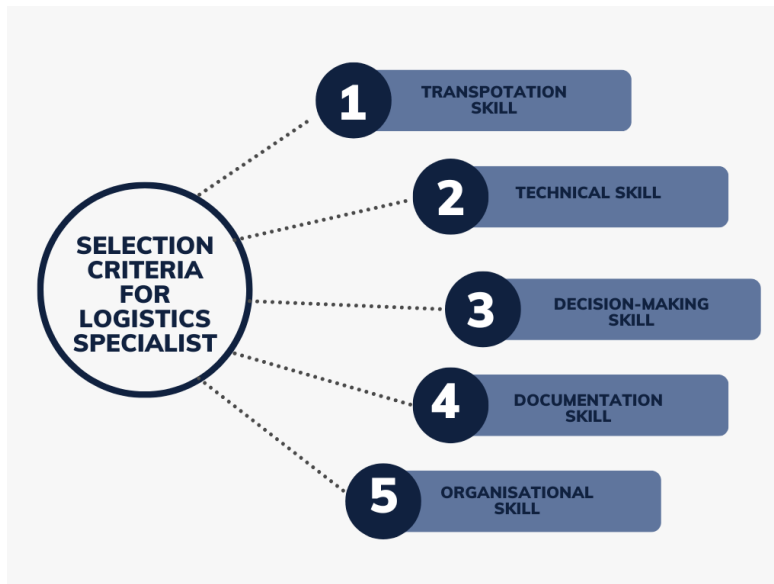 SELECTION
CRITERIA
FOR
LOGISTICS
SPECIALIST
1
TRANSPOTATION
SKILL
2
TECHNICAL SKILL
3
DECISION-MAKING
SKILL
4
DOCUMENTATION
SKILL
5
ORGANISATIONAL
SKILL